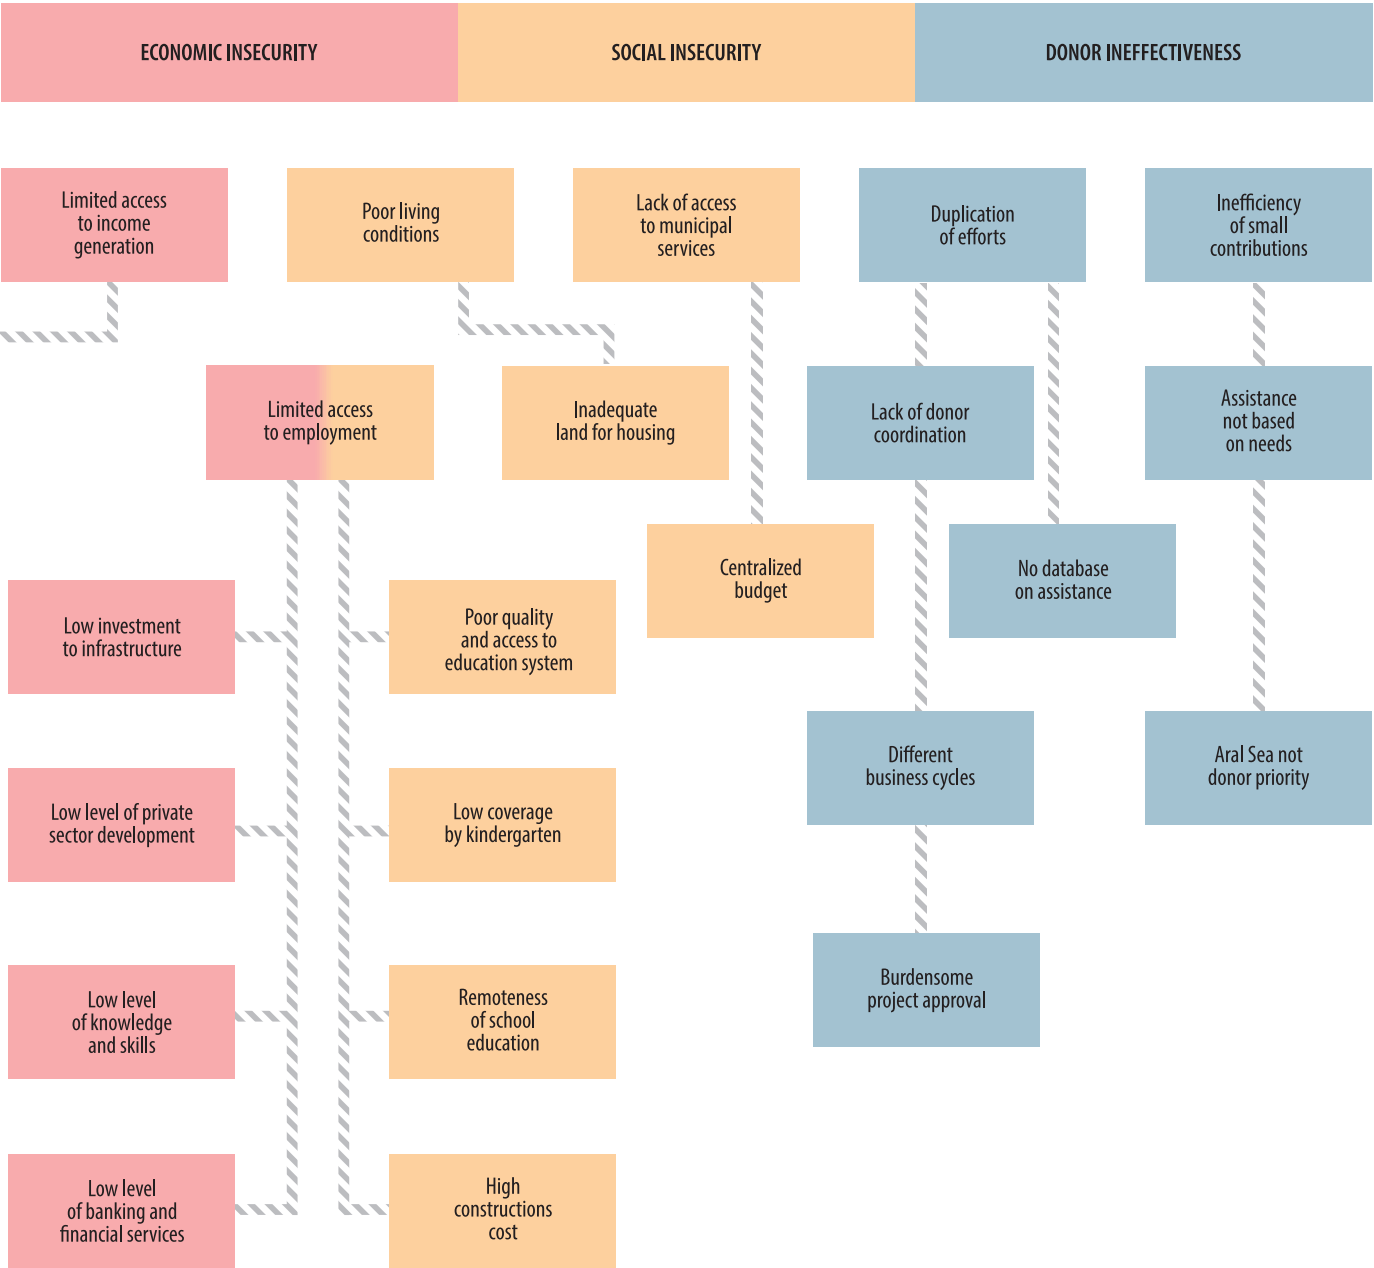 ECONOMIC INSECURITY
SOCIAL INSECURITY
DONOR INEFFECTIVENESS
Limited access
to income
generation
Poor living
conditions
Lack of access
to municipal
services
Duplication
of efforts
Inefficiency
of small
contributions
Limited access
to employment
Inadequate
land for housing
Lack of donor
coordination
Assistance
not based
on needs
Centralized
budget
No database
on assistance
Low investment
to infrastructure
Poor quality
and access to
education system
Different
business cycles
Aral Sea not
donor priority
Low level of private
sector development
Low coverage
by kindergarten
Burdensome
project approval
Low level
of knowledge
and skills
Remoteness
of school
education
Low level
of banking and
financial services
High
constructions
cost